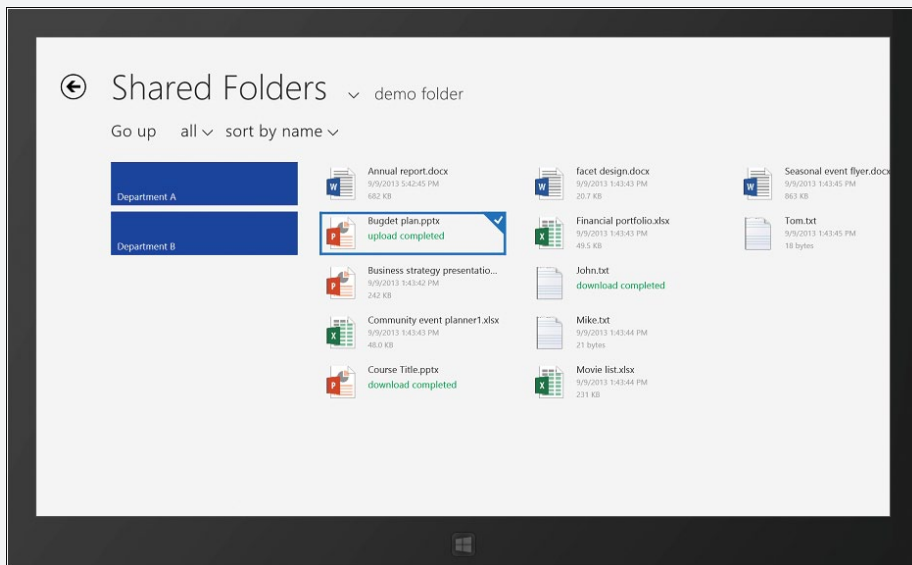 Shared Folders demo folder
Go up all sort by name
Department A
Department B
Annual report.docx
9/9/2013 5:42:45 PM
682 KB
Bugdet plan.pptx
upload completed
Business strategy presentatio...
9/9/2013 1:43:42 PM
242 KB
Community event planner1.xlsx
9/9/2013 1:43:43 PM
48.0 KB
Course Title.pptx
download completed
facet design.docx
9/9/2013 1:43:43 PM
20.7 KB
Financial portfolio.xlsx
9/9/2013 1:43:43 PM
49.5 KB
John.txt
download completed
Mike.txt
9/9/2013 1:43:44 PM
21 bytes
Movie list.xlsx
9/9/2013 1:43:44 PM
231 KB
Seasonal event flyer.docx
9/9/2013 1:43:45 PM
863 KB
Tom.txt
9/9/2013 1:43:45 PM
18 bytes